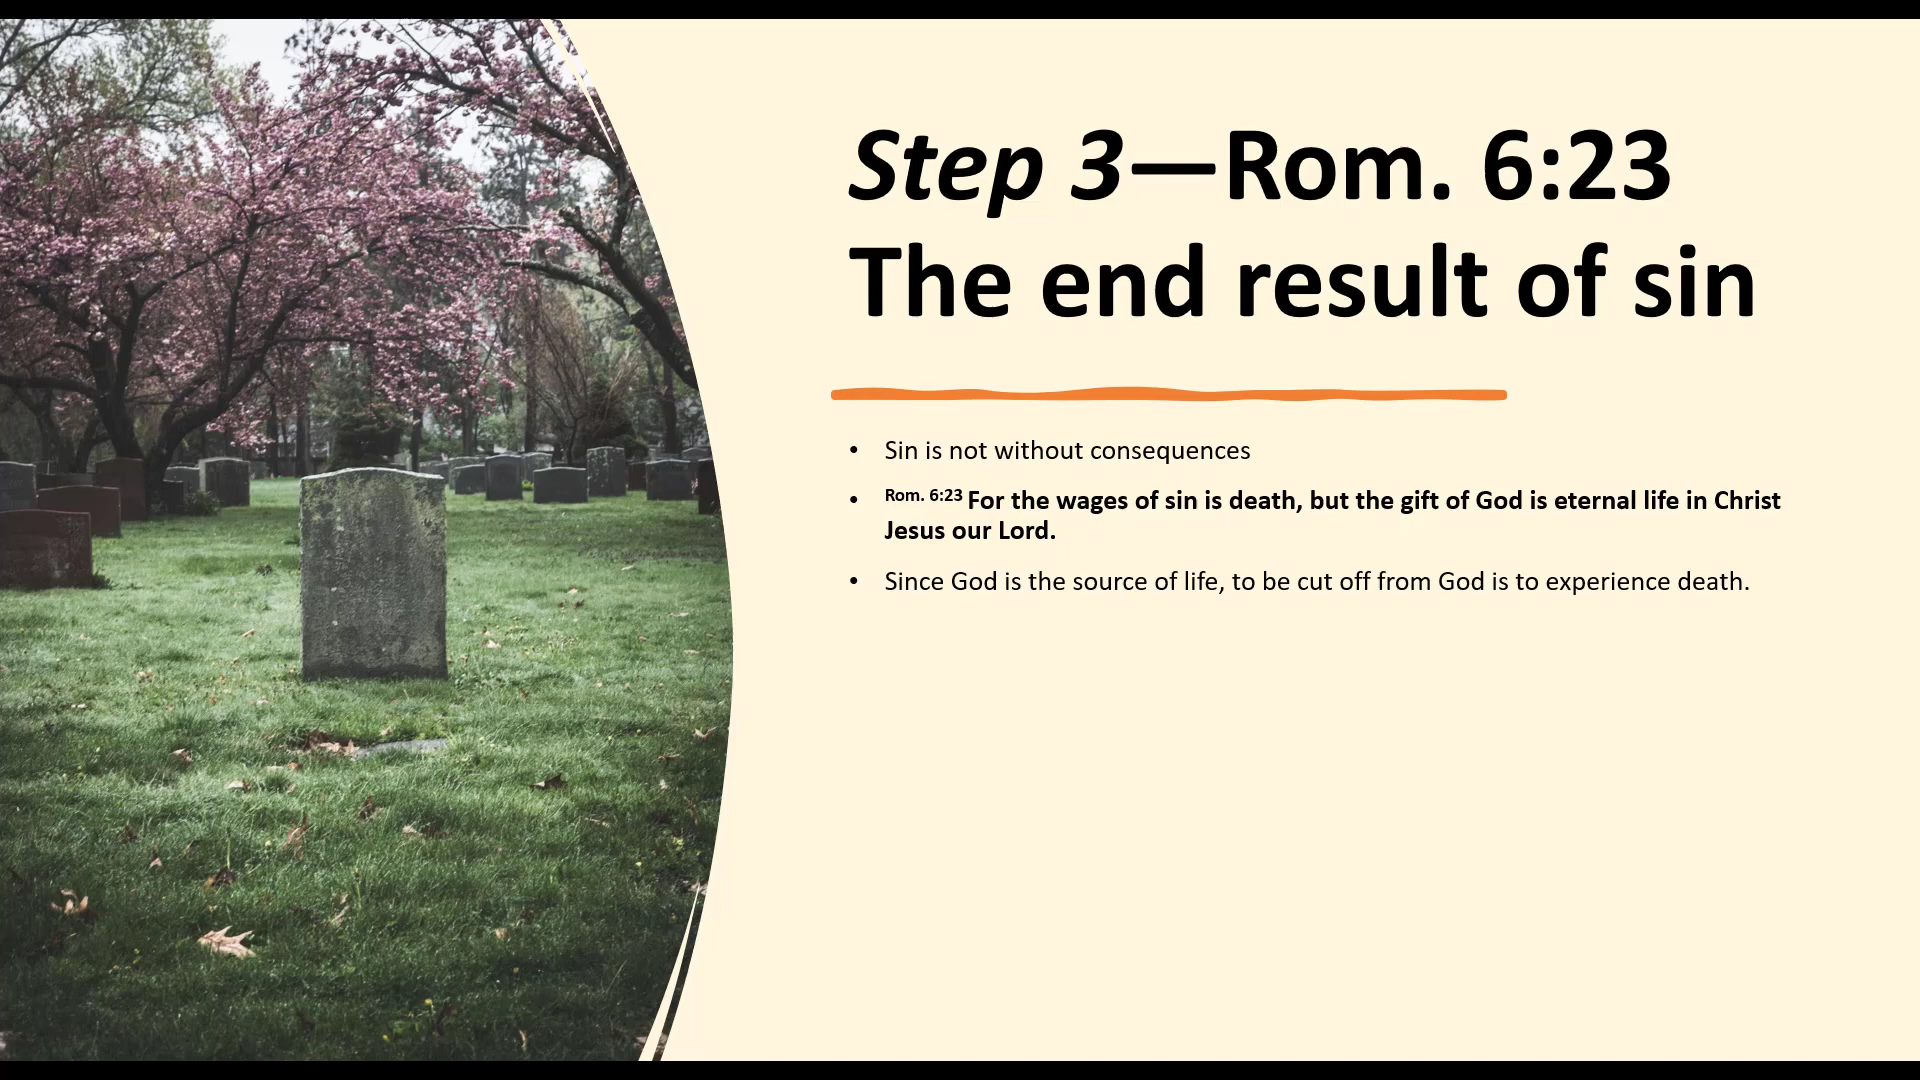 Step 3—Rom. 6:23
The end result of sin
• Sin is not without consequences
• Rom. 6:23 For the wages of sin is death, but the gift of God is eternal life in Christ
Jesus our Lord.
• Since God is the source of life, to be cut off from God is to experience death.